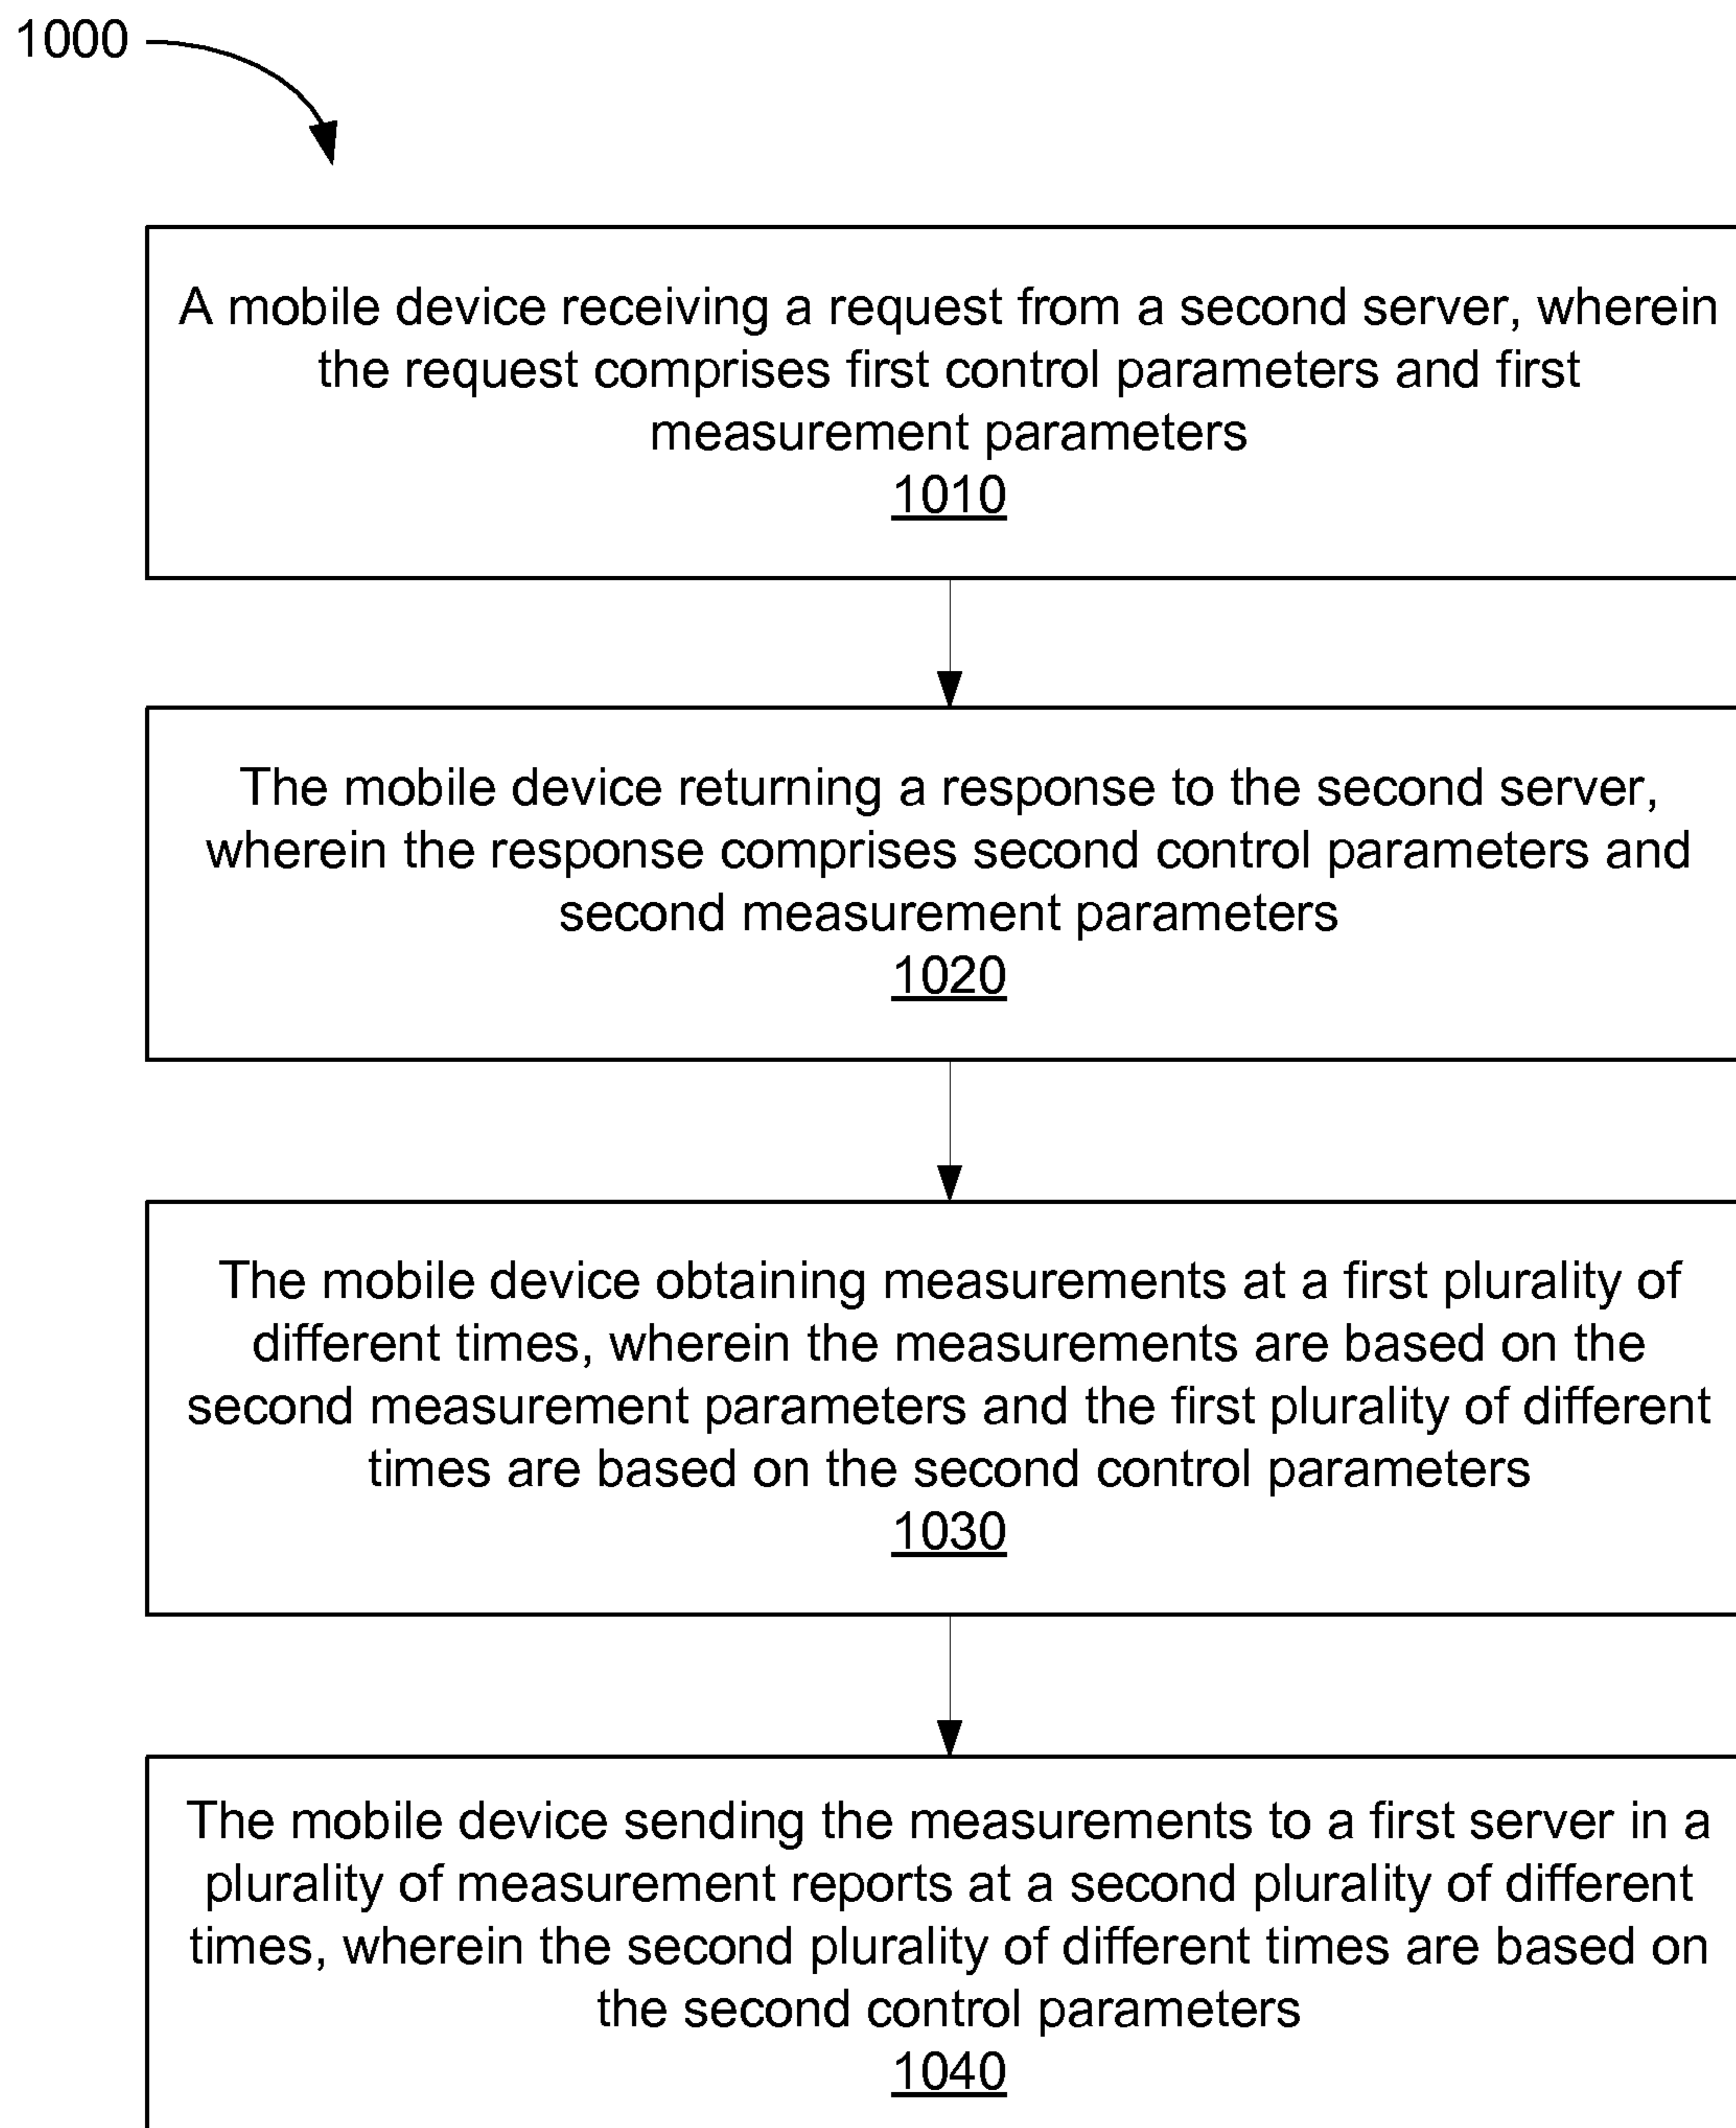 1000
A mobile device receiving a request from a second server, wherein
the request comprises first control parameters and first
measurement parameters
1010
The mobile device returning a response to the second server,
wherein the response comprises second control parameters and
second measurement parameters
1020
The mobile device obtaining measurements at a first plurality of
different times, wherein the measurements are based on the
second measurement parameters and the first plurality of different
times are based on the second control parameters
1030
The mobile device sending the measurements to a first server in a
plurality of measurement reports at a second plurality of different
times, wherein the second plurality of different times are based on
the second control parameters
1040